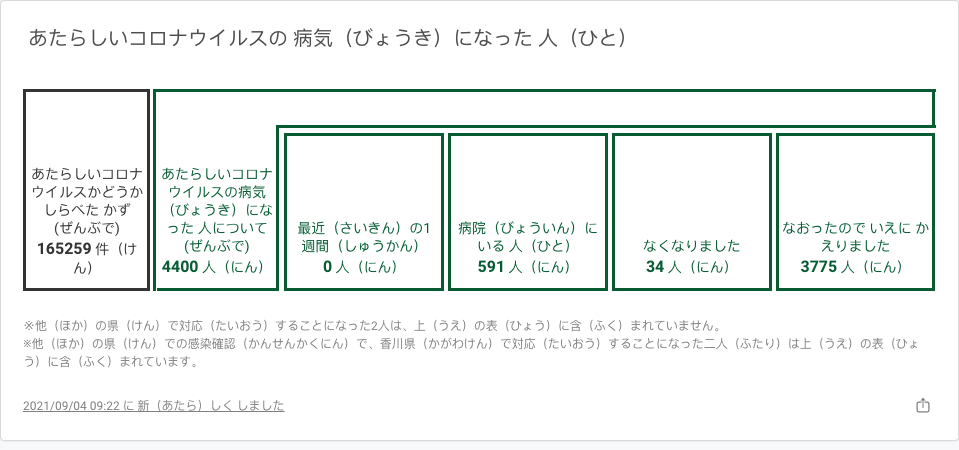 あたらしいコロナウイルスの 病気（びょうき）になった 人（ひと）
あたらしいコロナ
ウイルスかどうか
しらべた かず
(ぜんぶで)
165259 件（け
ん）
あたらしいコロナ
ウイルスの病気
（びょうき）にな
った 人について
(ぜんぶで)
4400 人（にん）
最近（さいきん）の1
週間（しゅうかん）
0 人（にん）
病院（びょういん）に
いる 人（ひと）
591 人（にん）
なくなりました
34 人（にん）
なおったので いえに か
えりました
3775 人（にん）
※他（ほか）の県（けん）で対応（たいおう）することになった2人は、上（うえ）の表（ひょう）に含（ふく）まれていません。
※他（ほか）の県（けん）での感染確認（かんせんかくにん）で、香川県（かがわけん）で対応（たいおう）することになった二人（ふたり）は上（うえ）の表（ひょ
う）に含（ふく）まれています。
2021/09/04 09:22 に 新（あたら）しく しました